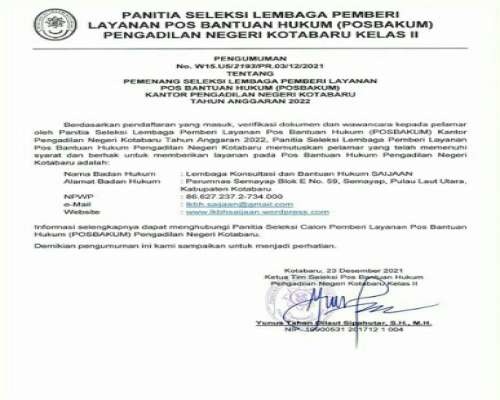 PANITIA SELEKSI LEMBAGA PEMBERI
LAYANAN POS BANTUAN HUKUM (POSBAKUM)
PENGADILAN NEGERI KOTABARU KELAS II
PENGUMUMAN
No. W15.U5/2193/PR.03/12/2021
TENTANG
PEMENANG SELEKSI LEMBAGA PEMBERI LAYANAN
POS BANTUAN HUKUM (POSBAKUM)
KANTOR PENGADILAN NEGERI KOTABARU
TAHUN ANGGARAN 2022
Berdasarkan pendaftaran yang masuk, verifikasi dokumen dan wawancara kepada pelamar
oleh Panitia Seleksi Lembaga Pemberi Layanan Pos Bantuan Hukum (POSBAKUM) Kantor
Pengadilan Negeri Kotabaru Tahun Anggaran 2022, Panitia Seleksi Lembaga Pemberi Layanan
Pos Bantuan Hukum Pengadilan Negeri Kotabaru memutuskan pelamar yang telah memenuhi
syarat dan berhak untuk memberikan layanan pada Pos Bantuan Hukum Pengadilan Negeri
Kotabaru adalah:
Nama Badan Hukum : Lembaga Konsultasi dan Bantuan Hukum SAIJAAN
Alamat Badan Hukum : Perumnas Semayap Blok E No. 59, Semayap, Pulau Laut Utara,
Kabupaten Kotabaru
NPWP : 86.627.237.2-734.000
e-Mail : lkbh.saijaan@gmail.com
Website : www.lkbhsaijaan.wordpress.com
Informasi selengkapnya dapat menghubungi Panitia Seleksi Calon Pemberi Layanan Pos Bantuan
Hukum (POSBAKUM) Pengadilan Negeri Kotabaru.
Demikian pengumuman ini kami sampaikan untuk menjadi perhatian.
Kotabaru, 23 Desember 2021
Ketua Tim Seleksi Pos Bantuan Hukum
Pengadilan Negeri Kotabaru KELAS II
Yunus Tahan Dilaut Sipahutar, S.H., M.H.
NIP.